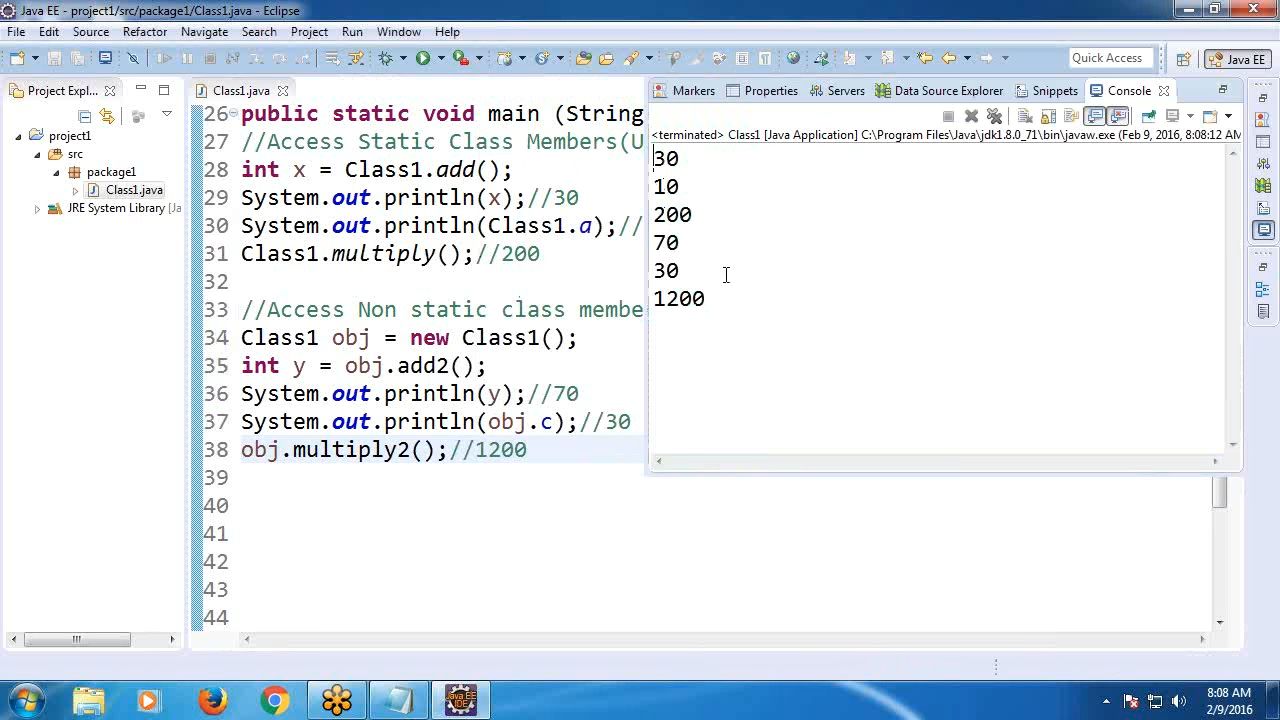 Java EE - project1/src/package1/Class1.java - Eclipse
File Edit Source Refactor Navigate Search Project Run Window Help
Quick Access
Java EE
Project Expl...
project1
src
package1
Class1.java
JRE System Library [Ja
Class1.java
26 public static void main (String
27 //Access Static Class Members(U
28 int x = Class1.add();
29 System.out.println(x);//30
30 System.out.println(Class1.a);//
31 Class1.multiply();//200
32
33 //Access Non static class membe
34 Class1 obj = new Class1();
35 int y = obj.add2();
36 System.out.println(y);//70
37 System.out.println(obj.c);//30
38 obj.multiply2();//1200
39
40
41
42
43
44
Markers Properties Servers Data Source Explorer Snippets Console
<terminated> Class1 [Java Application] C:\Program Files\Java\jdk1.8.0_71\bin\javaw.exe (Feb 9, 2016, 8:08:12 AM
30
10
200
70
30
1200
Java EE
IDE
8:08 AM
2/9/2016